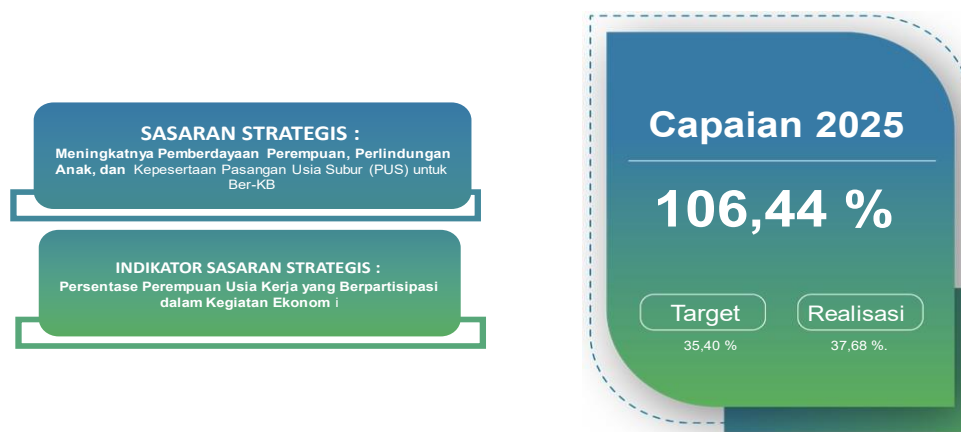 SASARAN STRATEGIS :
Meningkatnya Pemberdayaan Perempuan, Perlindungan
Anak, dan Kepesertaan Pasangan Usia Subur (PUS) untuk
Ber-KB
INDIKATOR SASARAN STRATEGIS :
Persentase Perempuan Usia Kerja yang Berpartisipasi
dalam Kegiatan Ekonom i
Capaian 2025
106,44 %
Target
Realisasi
35,40 %
37,68 %.